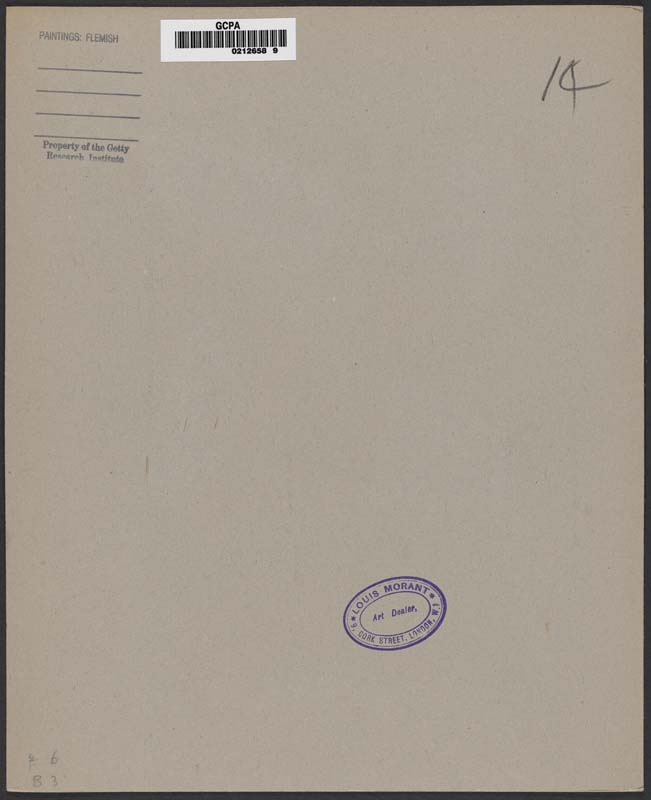 PAINTINGS: FLEMISH
GCPA
0212658 9
14
Property of the Getty
Research Institute
★ LOUIS MORANT ★
Art Dealer,
6, CORK STREET, LONDON, W.1
6
B 3